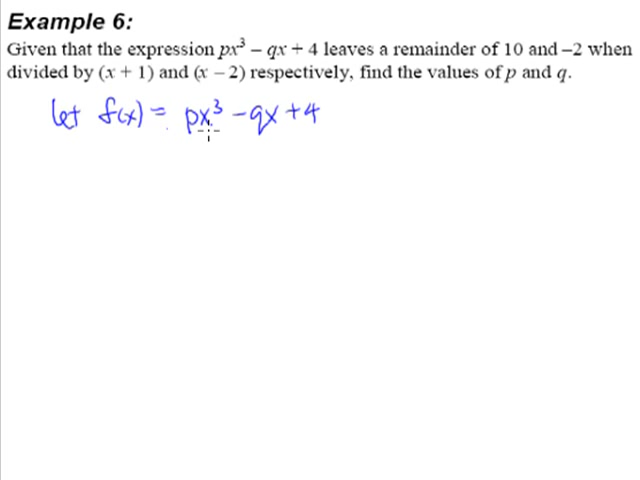 Example 6:
Given that the expression px³ – qx + 4 leaves a remainder of 10 and –2 when
divided by (x + 1) and (x – 2) respectively, find the values of p and q.
let f(x) = px³ - qx + 4